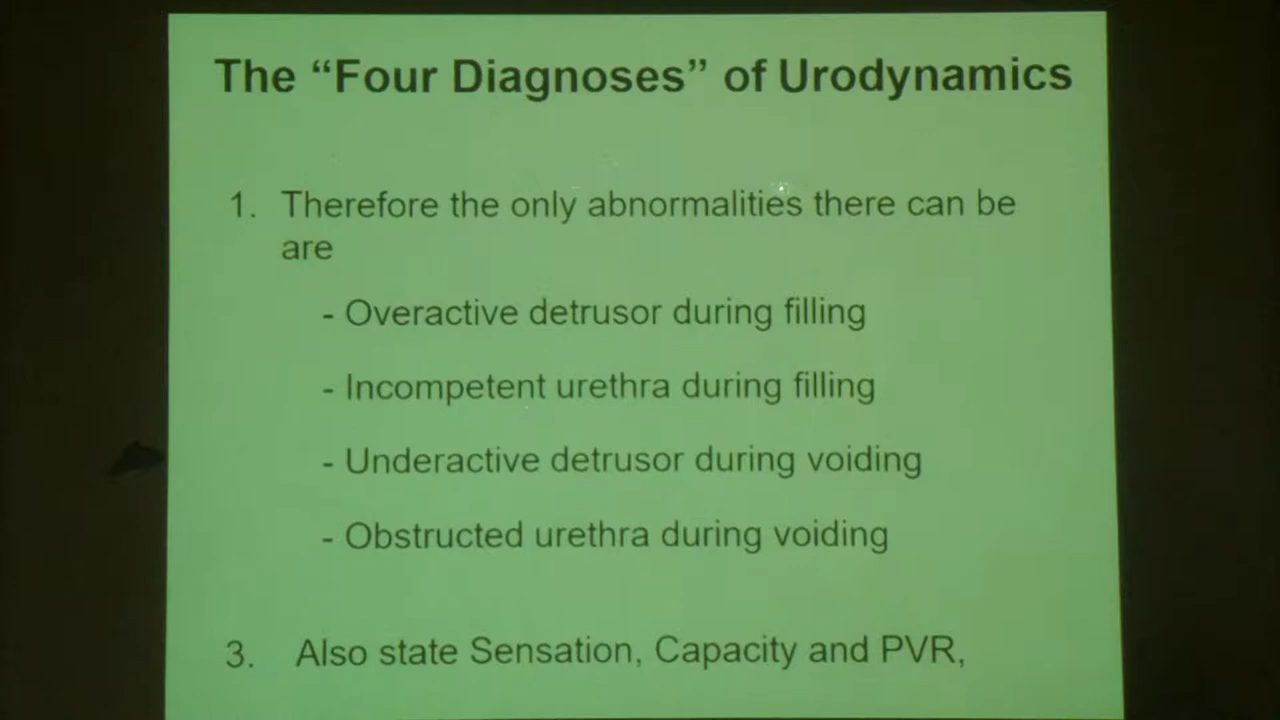 The “Four Diagnoses” of Urodynamics
1. Therefore the only abnormalities there can be
are
- Overactive detrusor during filling
- Incompetent urethra during filling
- Underactive detrusor during voiding
- Obstructed urethra during voiding
3. Also state Sensation, Capacity and PVR,